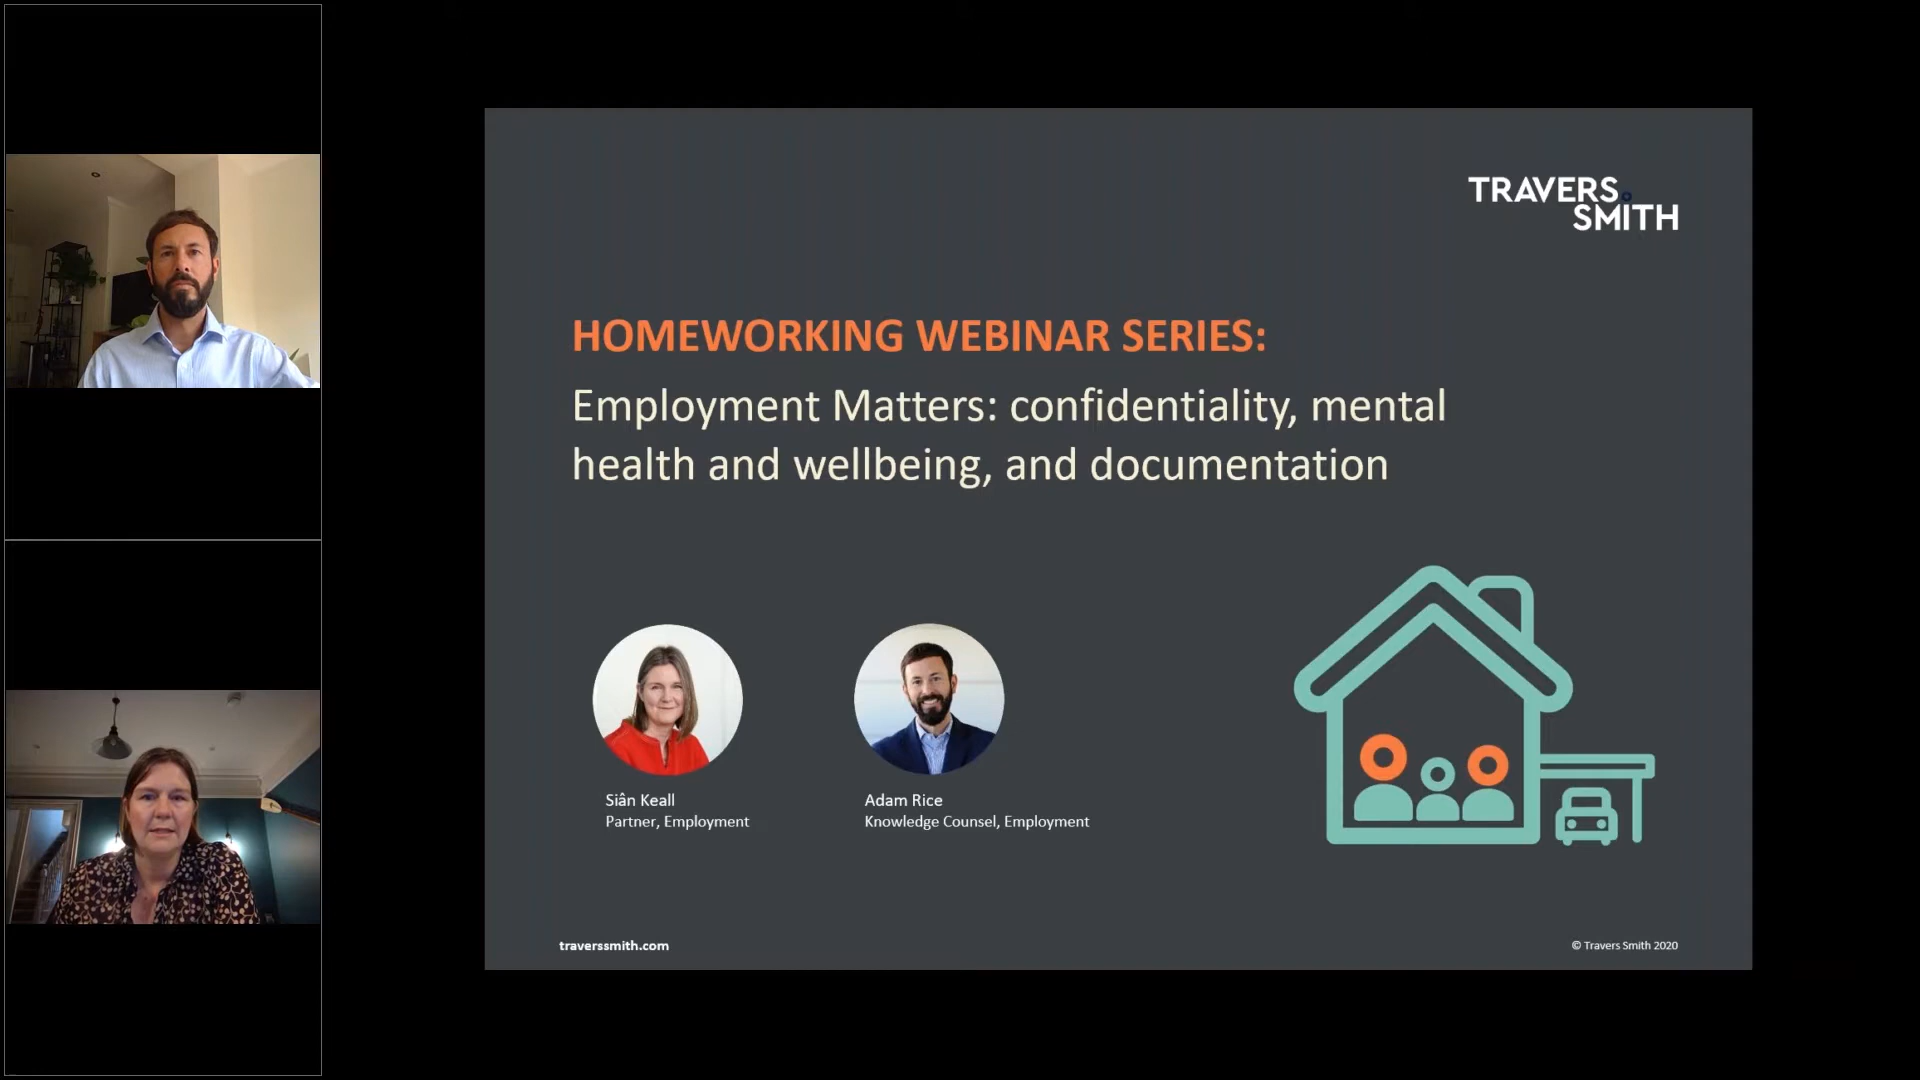 TRAVERS
SMITH
HOMEWORKING WEBINAR SERIES:
Employment Matters: confidentiality, mental
health and wellbeing, and documentation
Siân Keall
Partner, Employment
Adam Rice
Knowledge Counsel, Employment
traverssmith.com
© Travers Smith 2020